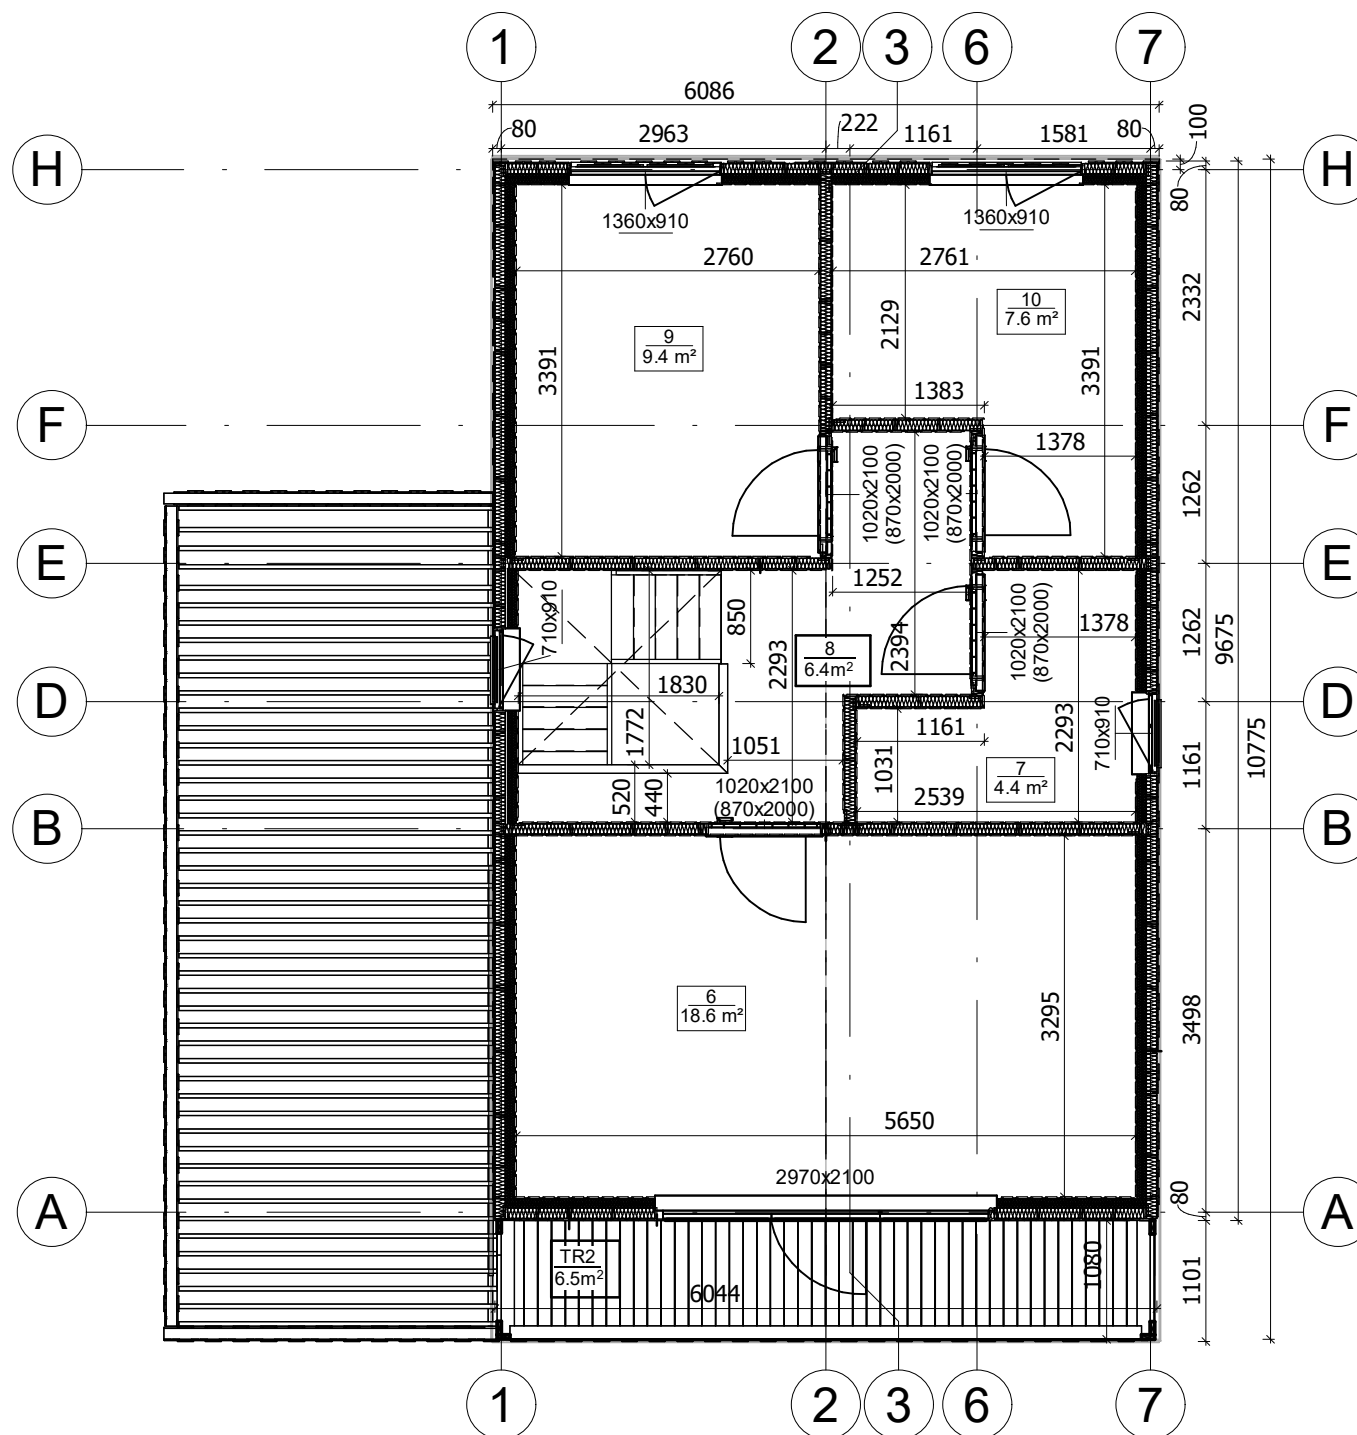 1 2 3 6 7
6086
80 2963 222 1161 1581 80 100
H H
80
1360x910 1360x910
2760 2761
2332
10
7.6 m²
9
9.4 m²
2129
3391 3391
1383
F F
1378
1020x2100
(870x2000)
1020x2100
(870x2000)
1262
E E
1252
710x910
850
1020x2100
(870x2000)
1378
1262
9675
8
6.4m²
2394
2293
1830
D D
1772
1051
1161
2293
710x910
10775
1161
1031
7
4.4 m²
520
440
1020x2100
(870x2000)
2539
B B
6
18.6 m²
3295
3498
5650
2970x2100
80
A A
TR2
6.5m²
1080
1101
6044
1 2 3 6 7